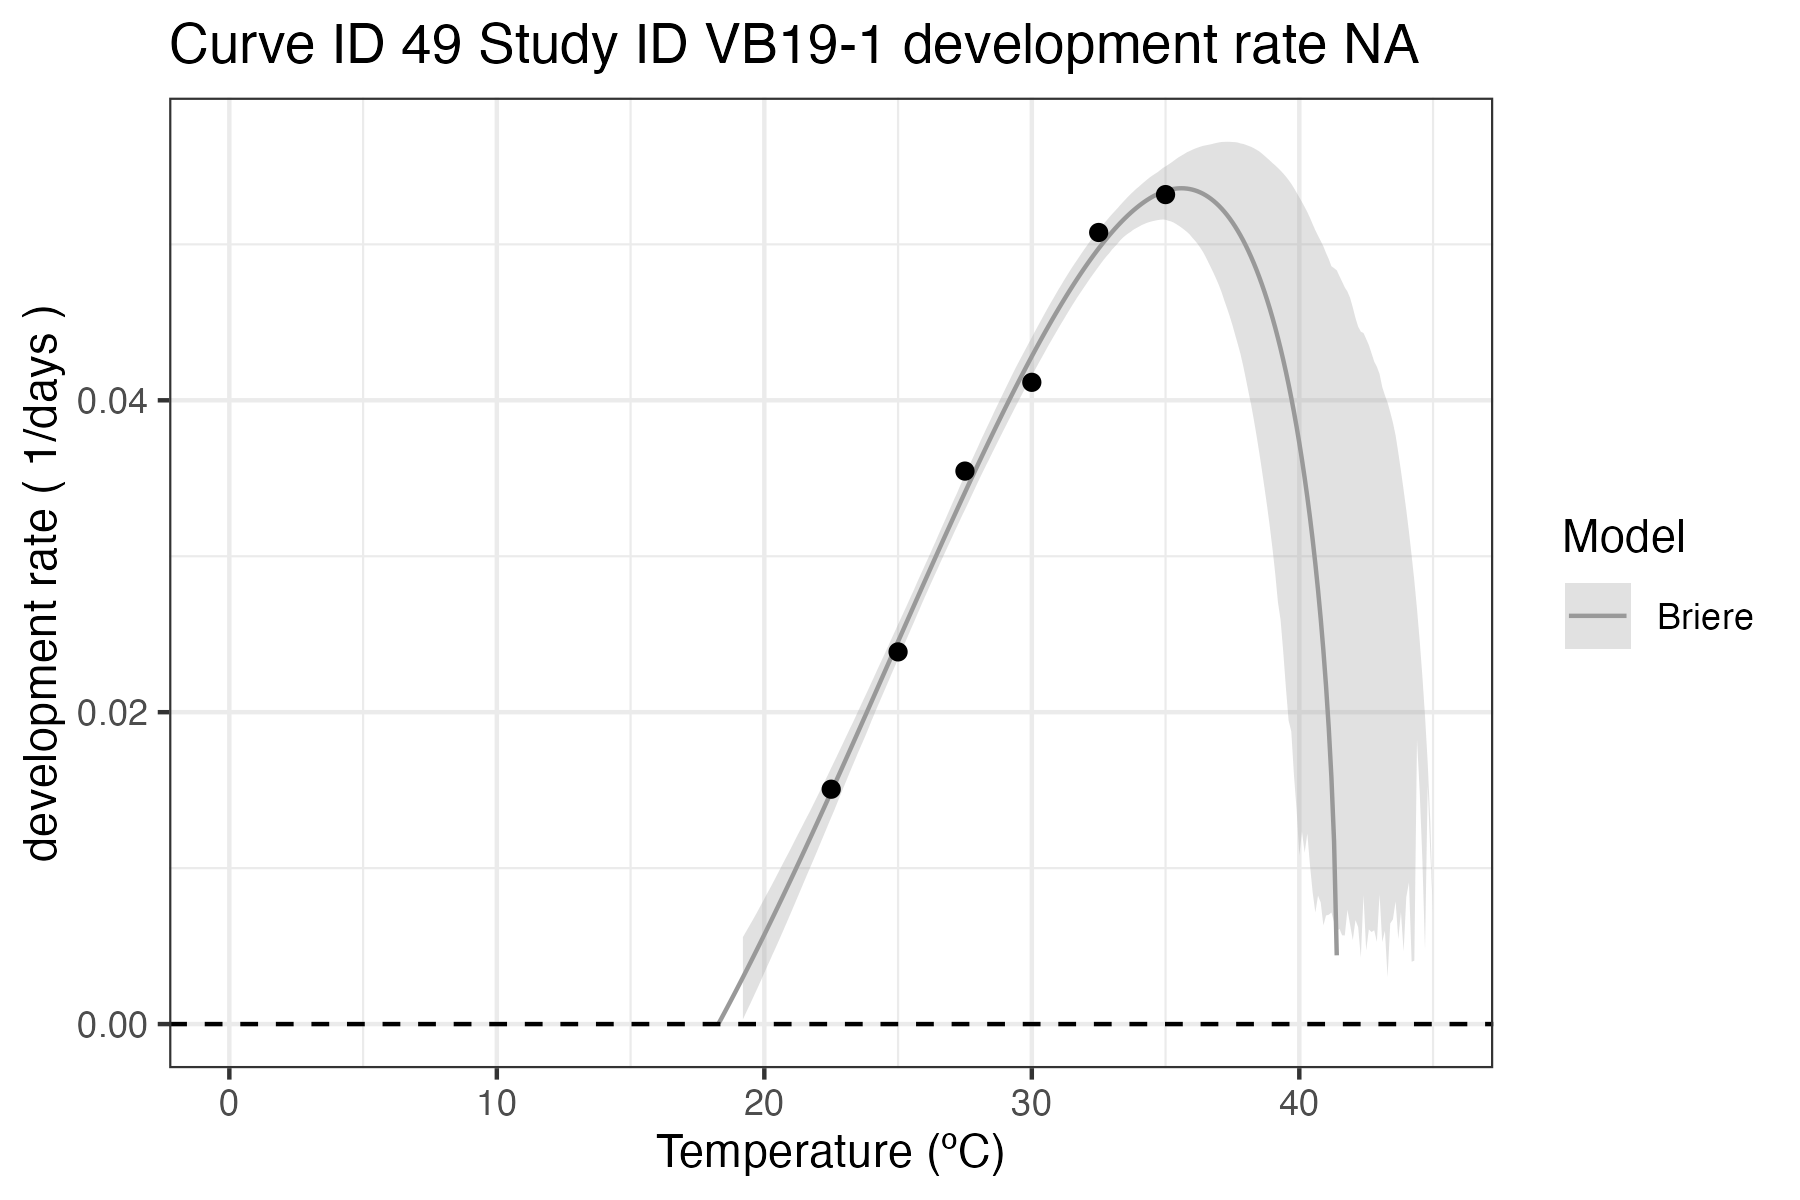 Curve ID 49 Study ID VB19-1 development rate NA
development rate ( 1/days )
0.04
0.02
0.00
0 10 20 30 40
Temperature (ºC)
Model
Briere